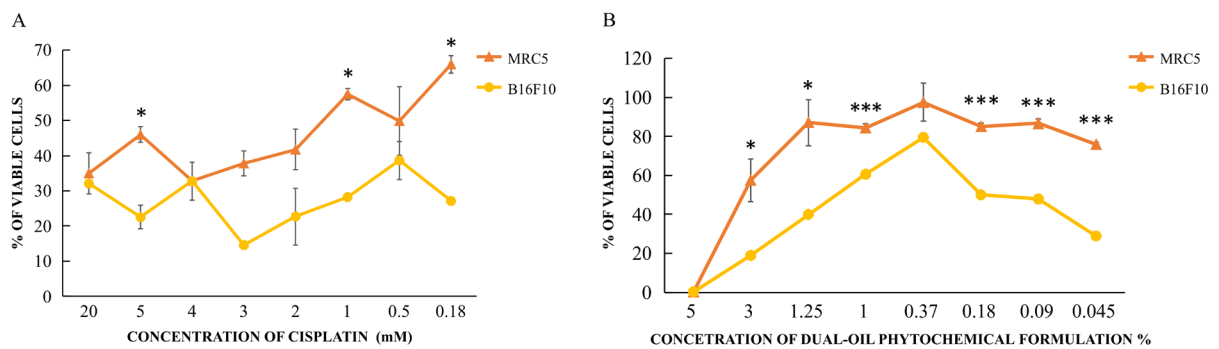 A
% OF VIABLE CELLS
70
60
50
40
30
20
10
0
*
*
*
MRC5
B16F10
20 5 4 3 2 1 0.5 0.18
CONCENTRATION OF CISPLATIN (mM)
B
% OF VIABLE CELLS
120
100
80
60
40
20
0
*
*
***
***
***
***
MRC5
B16F10
5 3 1.25 1 0.37 0.18 0.09 0.045
CONCETRATION OF DUAL-OIL PHYTOCHEMICAL FORMULATION %